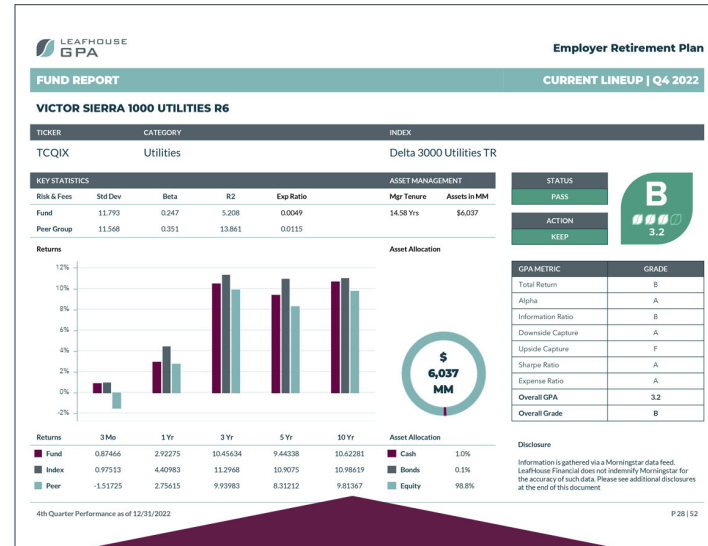 LEAFHOUSE
GPA
Employer Retirement Plan
FUND REPORT CURRENT LINEUP | Q4 2022
VICTOR SIERRA 1000 UTILITIES R6
TICKER CATEGORY INDEX
TCQIX Utilities Delta 3000 Utilities TR
KEY STATISTICS ASSET MANAGEMENT
Risk & Fees Std Dev Beta R2 Exp Ratio Mgr Tenure Assets in MM
Fund 11.793 0.247 5.208 0.0049 14.58 Yrs $6,037
Peer Group 11.568 0.351 13.861 0.0115
STATUS
PASS
ACTION
KEEP
B
3.2
Returns Asset Allocation
12%
10%
8%
6%
4%
2%
0%
-2%
$
6,037
MM
GPA METRIC GRADE
Total Return B
Alpha A
Information Ratio B
Downside Capture A
Upside Capture F
Sharpe Ratio A
Expense Ratio A
Overall GPA 3.2
Overall Grade B
Returns 3 Mo 1 Yr 3 Yr 5 Yr 10 Yr Asset Allocation
Fund 0.87466 2.92275 10.45634 9.44338 10.62281 Cash 1.0%
Index 0.97513 4.40983 11.2968 10.9075 10.98619 Bonds 0.1%
Peer -1.51725 2.75615 9.93983 8.31212 9.81367 Equity 98.8%
Disclosure
Information is gathered via a Morningstar data feed.
LeafHouse Financial does not indemnify Morningstar for
the accuracy of such data. Please see additional disclosures
at the end of this document
4th Quarter Performance as of 12/31/2022 P 28 | 52